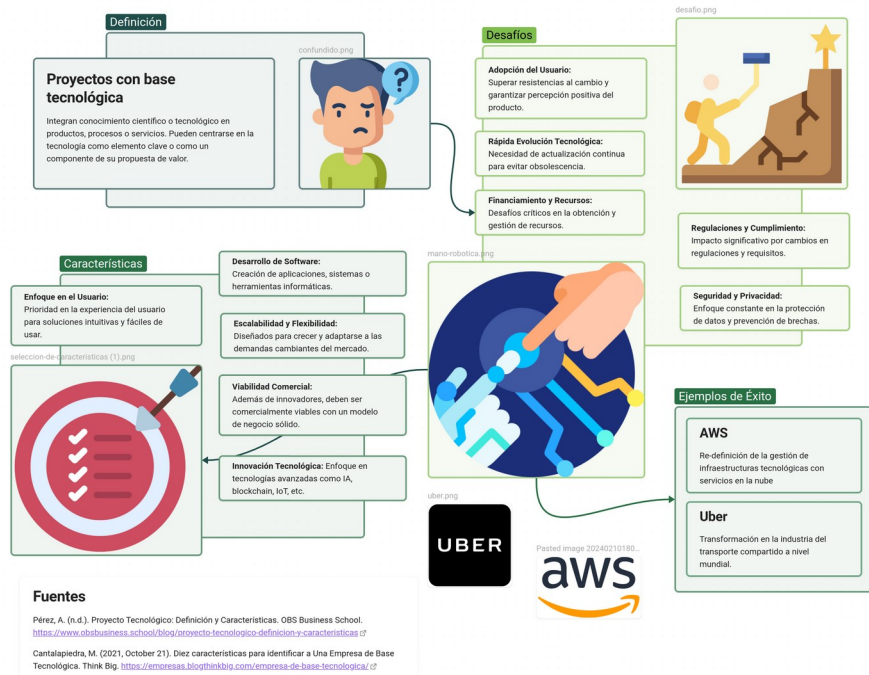 Definición
confundido.png
Proyectos con base
tecnológica
Integran conocimiento científico o tecnológico en
productos, procesos o servicios. Pueden centrarse en la
tecnología como elemento clave o como un
componente de su propuesta de valor.
?
Desafíos
desafio.png
Adopción del Usuario:
Superar resistencias al cambio y
garantizar percepción positiva del
producto.
Rápida Evolución Tecnológica:
Necesidad de actualización continua
para evitar obsolescencia.
Financiamiento y Recursos:
Desafíos críticos en la obtención y
gestión de recursos.
Regulaciones y Cumplimiento:
Impacto significativo por cambios en
regulaciones y requisitos.
Seguridad y Privacidad:
Enfoque constante en la protección
de datos y prevención de brechas.
mano-robotica.png
Características
Enfoque en el Usuario:
Prioridad en la experiencia del usuario
para soluciones intuitivas y fáciles de
usar.
seleccion-de-caracteristicas (1).png
Desarrollo de Software:
Creación de aplicaciones, sistemas o
herramientas informáticas.
Escalabilidad y Flexibilidad:
Diseñados para crecer y adaptarse a las
demandas cambiantes del mercado.
Viabilidad Comercial:
Además de innovadores, deben ser
comercialmente viables con un modelo
de negocio sólido.
Innovación Tecnológica: Enfoque en
tecnologías avanzadas como IA,
blockchain, IoT, etc.
Ejemplos de Éxito
AWS
Re-definición de la gestión de
infraestructuras tecnológicas con
servicios en la nube
Uber
Transformación en la industria del
transporte compartido a nivel
mundial.
uber.png
UBER
Pasted image 20240210180...
aws
Fuentes
Pérez, A. (n.d.). Proyecto Tecnológico: Definición y Características. OBS Business School.
https://www.obsbusiness.school/blog/proyecto-tecnologico-definicion-y-caracteristicas
Cantalapiedra, M. (2021, October 21). Diez características para identificar a Una Empresa de Base
Tecnológica. Think Big. https://empresas.blogthinkbig.com/empresa-de-base-tecnologica/